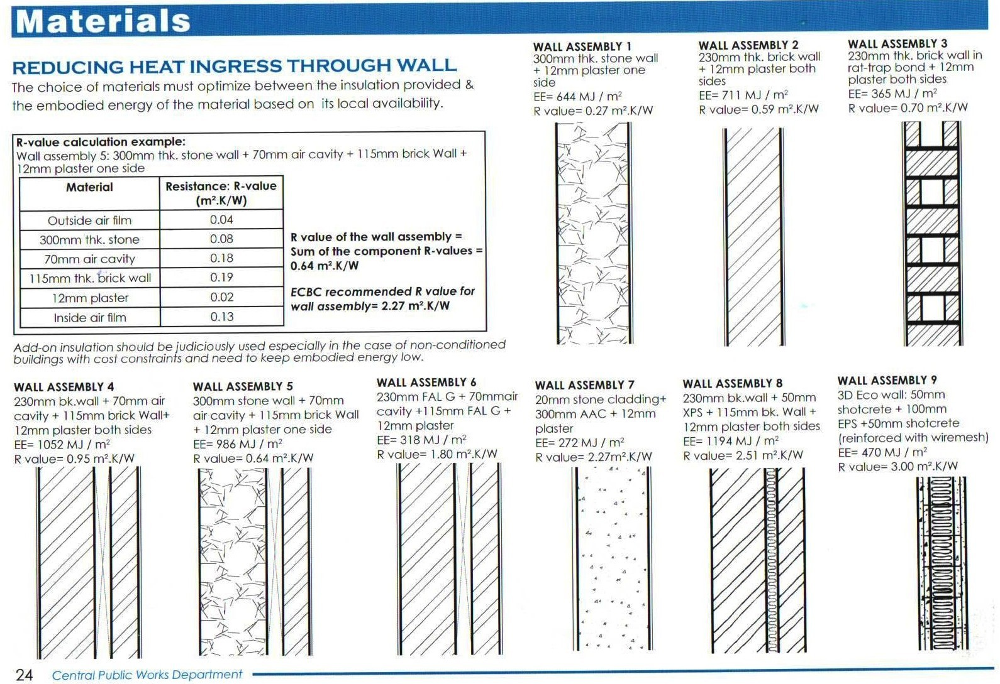 Materials
REDUCING HEAT INGRESS THROUGH WALL
The choice of materials must optimize between the insulation provided &
the embodied energy of the material based on its local availability.
R-value calculation example:
Wall assembly 5: 300mm thk. stone wall + 70mm air cavity + 115mm brick Wall +
12mm plaster one side
Material Resistance: R-value
(m².K/W)
Outside air film 0.04
300mm thk. stone 0.08
70mm air cavity 0.18
115mm thk. brick wall 0.19
12mm plaster 0.02
Inside air film 0.13
R value of the wall assembly =
Sum of the component R-values =
0.64 m².K/W
ECBC recommended R value for
wall assembly= 2.27 m².K/W
Add-on insulation should be judiciously used especially in the case of non-conditioned
buildings with cost constraints and need to keep embodied energy low.
WALL ASSEMBLY 1
300mm thk. stone wall
+ 12mm plaster one
side
EE= 644 MJ / m²
R value= 0.27 m².K/W
WALL ASSEMBLY 2
230mm thk. brick wall
+ 12mm plaster both
sides
EE= 711 MJ / m²
R value= 0.59 m².K/W
WALL ASSEMBLY 3
230mm thk. brick wall in
rat-trap bond + 12mm
plaster both sides
EE= 365 MJ / m²
R value= 0.70 m².K/W
WALL ASSEMBLY 4
230mm bk.wall + 70mm air
cavity + 115mm brick Wall+
12mm plaster both sides
EE= 1052 MJ / m²
R value= 0.95 m².K/W
WALL ASSEMBLY 5
300mm stone wall + 70mm
air cavity + 115mm brick Wall
+ 12mm plaster one side
EE= 986 MJ / m²
R value= 0.64 m².K/W
WALL ASSEMBLY 6
230mm FAL G + 70mmair
cavity +115mm FAL G +
12mm plaster
EE= 318 MJ / m²
R value= 1.80 m².K/W
WALL ASSEMBLY 7
20mm stone cladding+
300mm AAC + 12mm
plaster
EE= 272 MJ / m²
R value= 2.27m².K/W
WALL ASSEMBLY 8
230mm bk.wall + 50mm
XPS + 115mm bk. Wall +
12mm plaster both sides
EE= 1194 MJ / m²
R value= 2.51 m².K/W
WALL ASSEMBLY 9
3D Eco wall: 50mm
shotcrete + 100mm
EPS +50mm shotcrete
(reinforced with wiremesh)
EE= 470 MJ / m²
R value= 3.00 m².K/W
24 Central Public Works Department